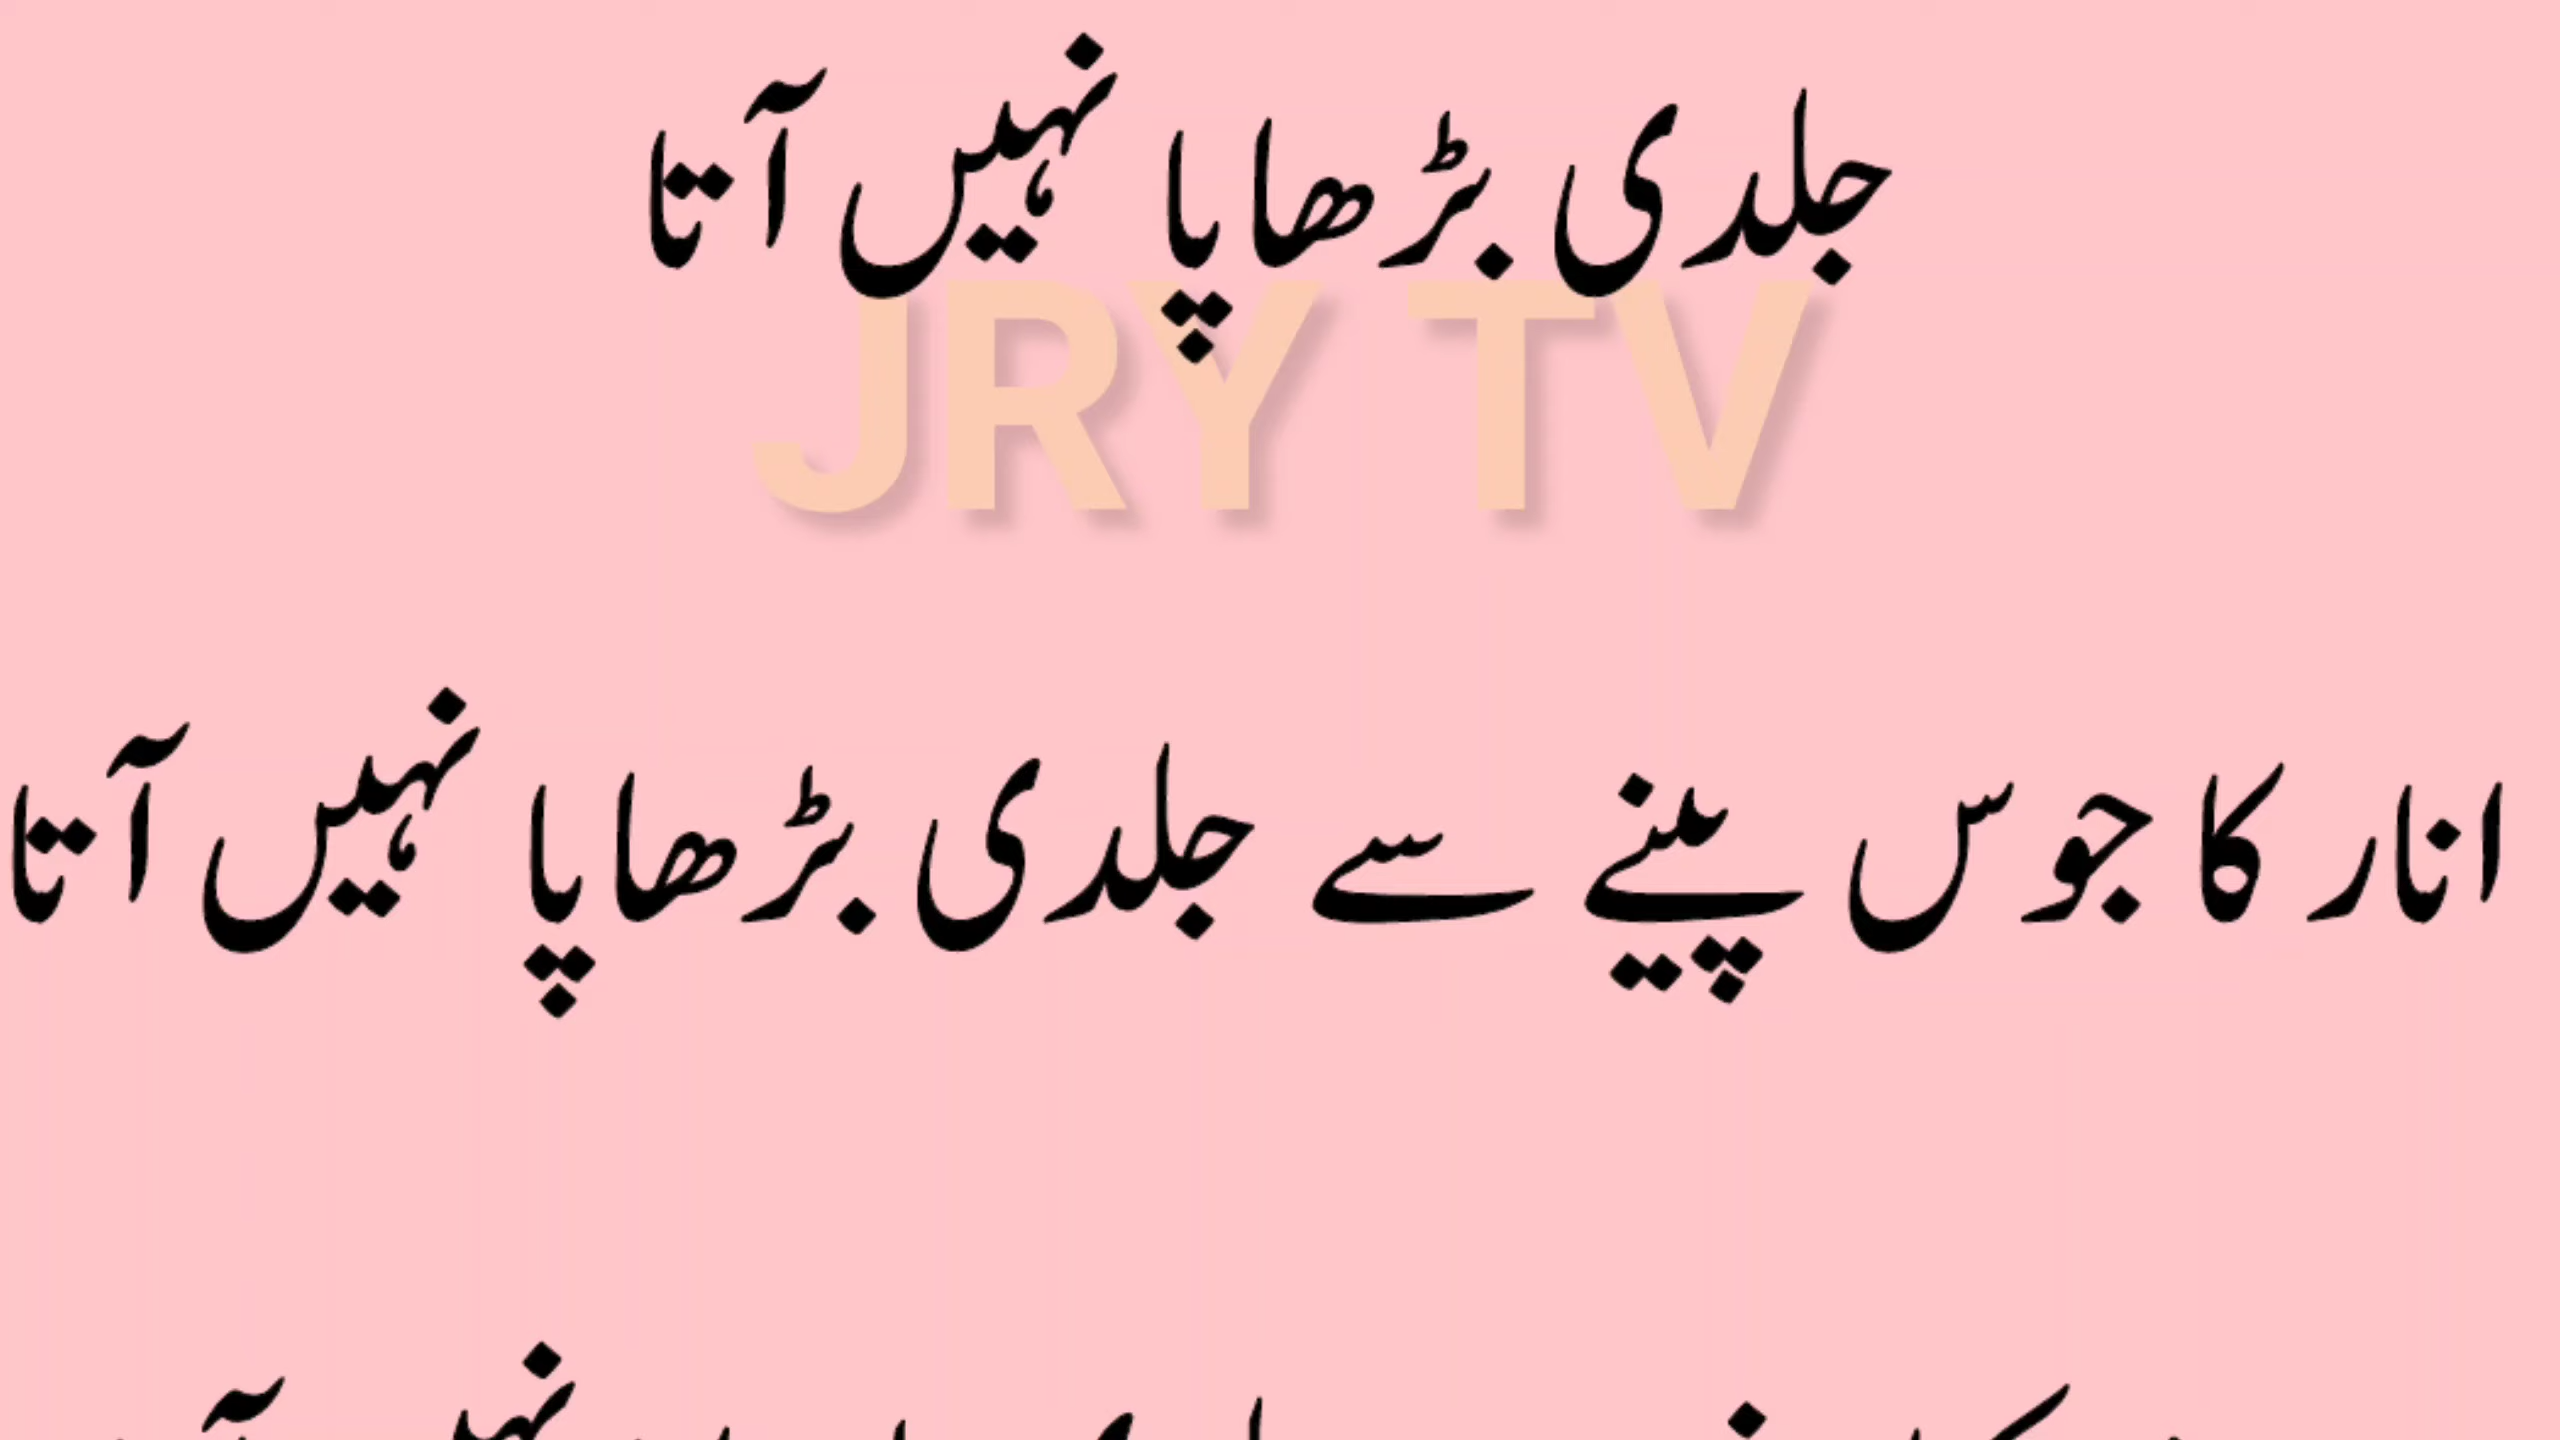 جلدی بڑھاپا نہیں آتا
JRY TV
انار کا جوس پینے سے جلدی بڑھاپا نہیں آتا